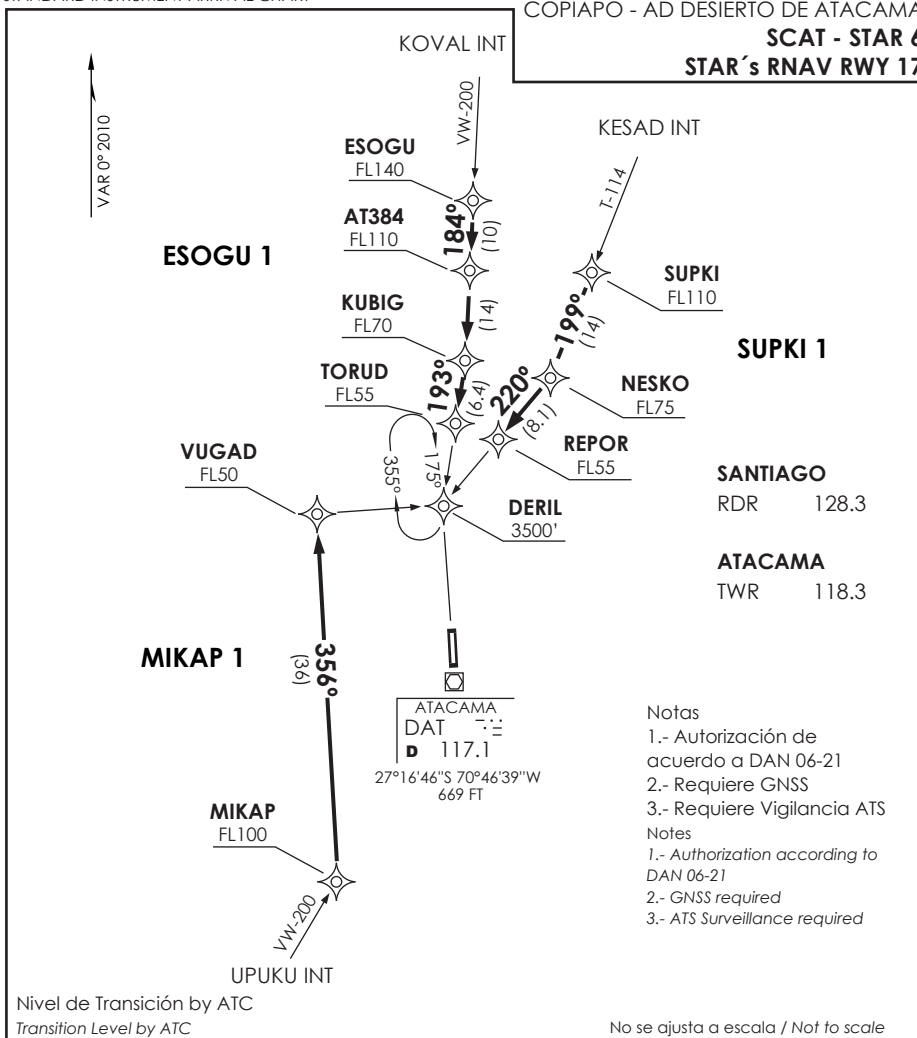 COPIAPO - AD DESIERTO DE ATACAMA
SCAT - STAR 6
STAR´s RNAV RWY 17
KOVAL INT
VAR 0° 2010
VW-200
KESAD INT
T-114
ESOGU
FL140
184°
(10)
AT384
FL110
ESOGU 1
SUPKI
FL110
(14)
199°
(14)
KUBIG
FL70
SUPKI 1
TORUD
FL55
193°
(6.4)
220°
(8.1)
NESKO
FL75
REPOR
FL55
355°
175°
VUGAD
FL50
DERIL
3500'
SANTIAGO
RDR 128.3
ATACAMA
TWR 118.3
MIKAP 1
356°
(36)
ATACAMA
DAT
D 117.1
27°16'46"S 70°46'39"W
669 FT
MIKAP
FL100
VW-200
UPUKU INT
Notas
1.- Autorización de
acuerdo a DAN 06-21
2.- Requiere GNSS
3.- Requiere Vigilancia ATS
Notes
1.- Authorization according to
DAN 06-21
2.- GNSS required
3.- ATS Surveillance required
Nivel de Transición by ATC
Transition Level by ATC
No se ajusta a escala / Not to scale